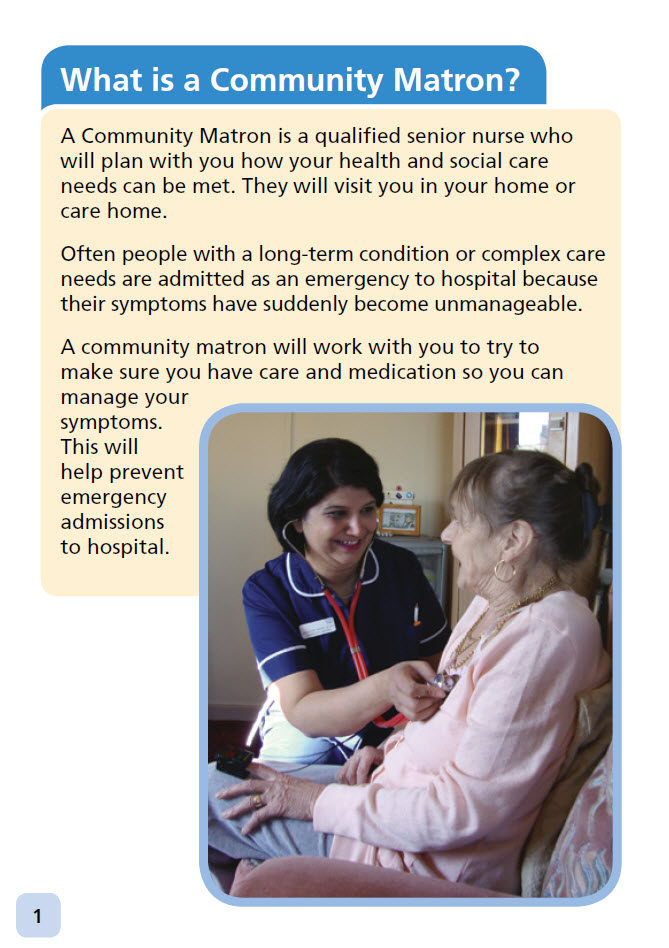 What is a Community Matron?
A Community Matron is a qualified senior nurse who
will plan with you how your health and social care
needs can be met. They will visit you in your home or
care home.
Often people with a long-term condition or complex care
needs are admitted as an emergency to hospital because
their symptoms have suddenly become unmanageable.
A community matron will work with you to try to
make sure you have care and medication so you can
manage your
symptoms.
This will
help prevent
emergency
admissions
to hospital.
1